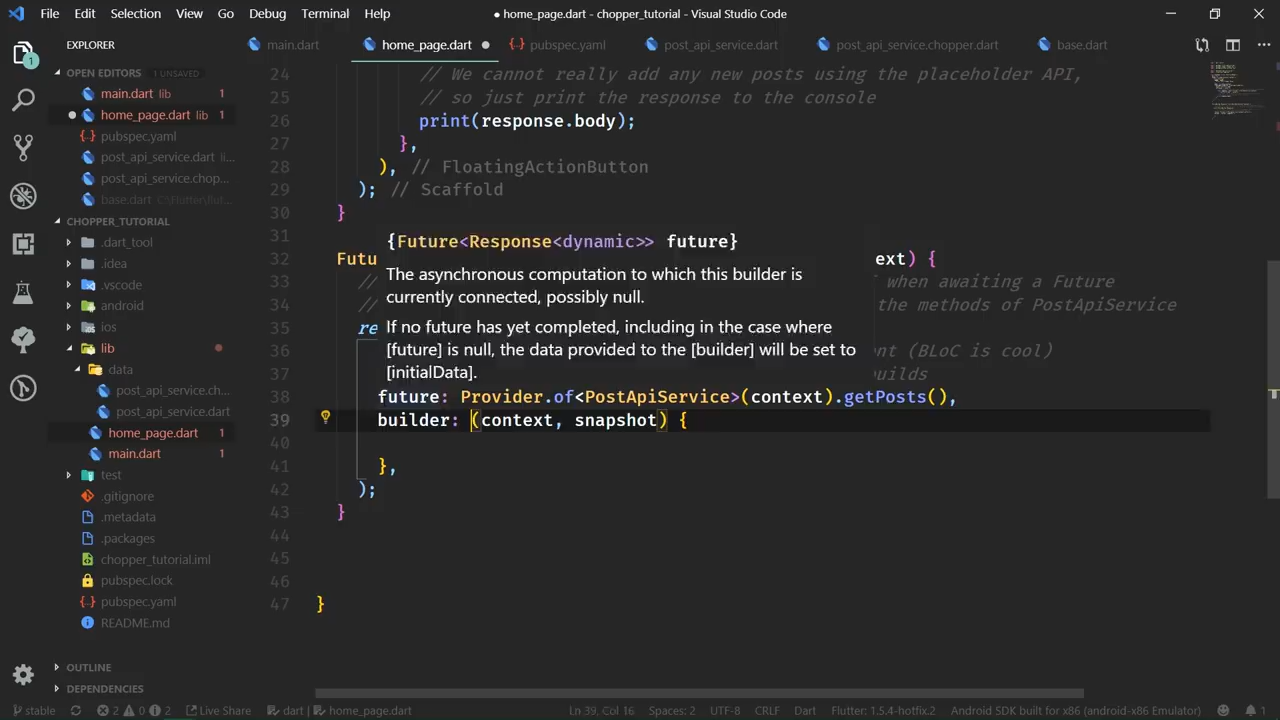 File Edit Selection View Go Debug Terminal Help
● home_page.dart - chopper_tutorial - Visual Studio Code
EXPLORER
main.dart
home_page.dart
pubspec.yaml
post_api_service.dart
post_api_service.chopper.dart
base.dart
OPEN EDITORS 1 UNSAVED
main.dart lib 1
home_page.dart lib 1
pubspec.yaml
post_api_service.dart li...
post_api_service.chop...
base.dart C:\Flutter\flut...
CHOPPER_TUTORIAL
.dart_tool
.idea
.vscode
android
ios
lib
data
post_api_service.ch...
post_api_service.dart
home_page.dart 1
main.dart 1
test
.gitignore
.metadata
.packages
chopper_tutorial.iml
pubspec.lock
pubspec.yaml
README.md
OUTLINE
DEPENDENCIES
24 // We cannot really add any new posts using the placeholder API,
25 // so just print the response to the console
26 print(response.body);
27 },
28 ), // FloatingActionButton
29 ); // Scaffold
30 }
31
{Future<Response<dynamic>> future}
32 Futu ext) {
The asynchronous computation to which this builder is
33 // when awaiting a Future
currently connected, possibly null.
34 // the methods of PostApiService
If no future has yet completed, including in the case where
35 re
[future] is null, the data provided to the [builder] will be set to
36 nt (BLoC is cool)
[initialData].
37 uilds
38 future: Provider.of<PostApiService>(context).getPosts(),
39 builder: (context, snapshot) {
40
41 },
42 );
43 }
44
45
46
47 }
stable 2 0 2 Live Share dart | home_page.dart Ln 39, Col 16 Spaces: 2 UTF-8 CRLF Dart Flutter: 1.5.4-hotfix.2 Android SDK built for x86 (android-x86 Emulator) 1